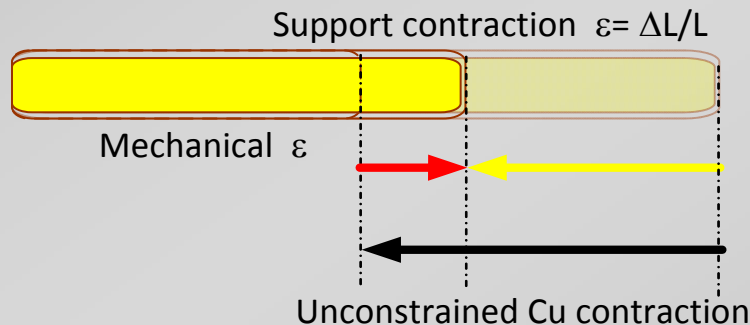 Support contraction ε= ΔL/L
Mechanical ε
Unconstrained Cu contraction